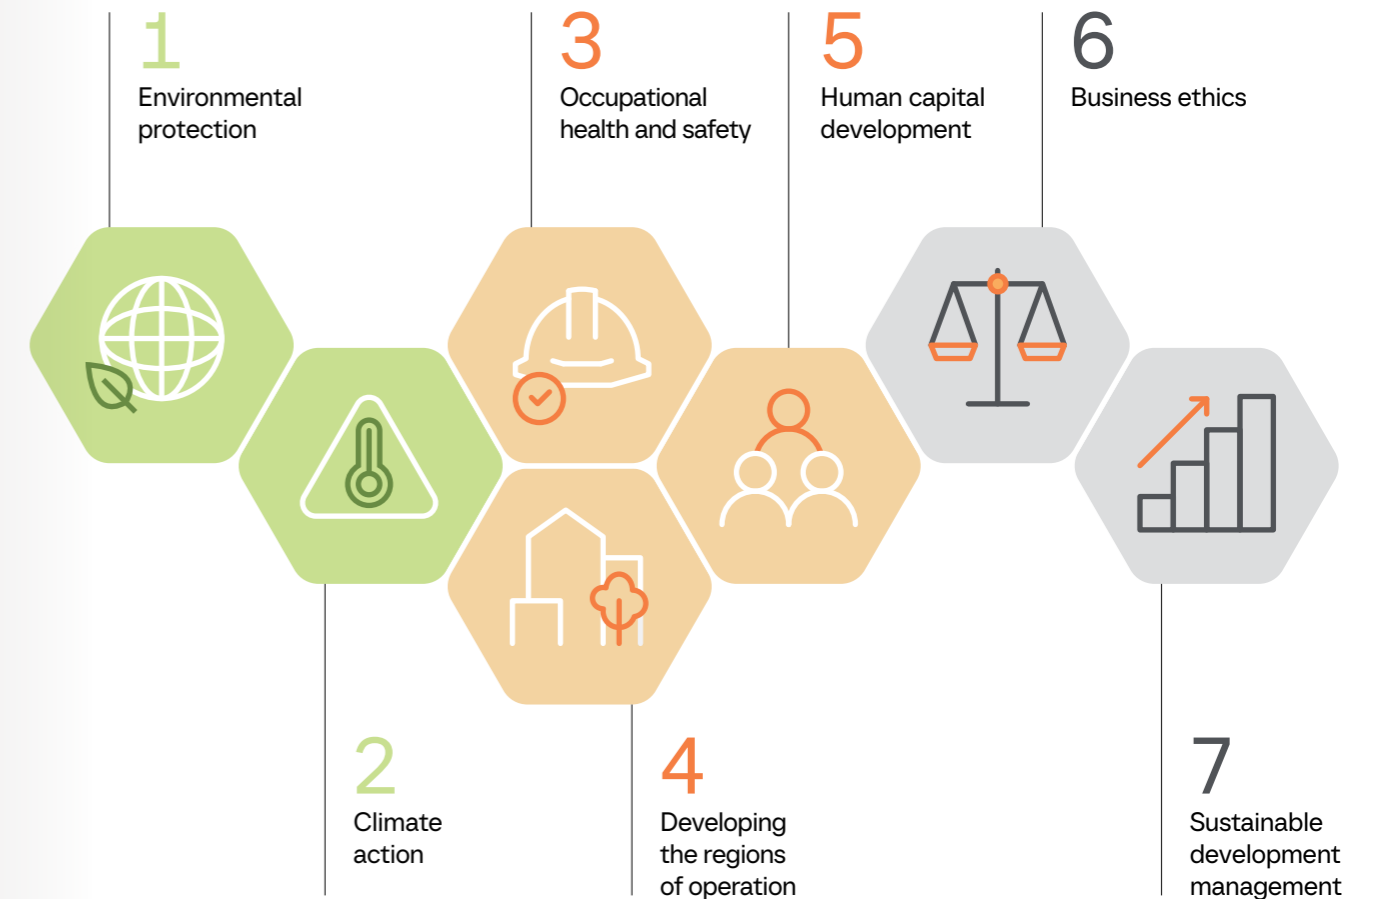 1
Environmental
protection
3
Occupational
health and safety
5
Human capital
development
6
Business ethics
2
Climate
action
4
Developing
the regions
of operation
7
Sustainable
development
management